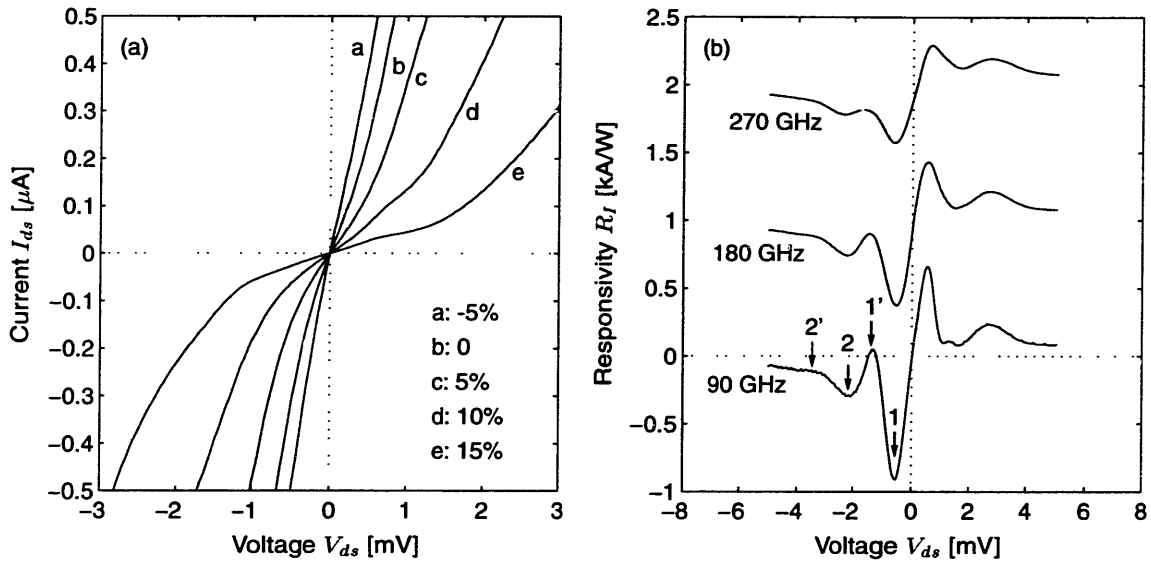 (a)
Current I_ds [μA]
0.5
0.4
0.3
0.2
0.1
0
−0.1
−0.2
−0.3
−0.4
−0.5
a
b
c
d
e
a: -5%
b: 0
c: 5%
d: 10%
e: 15%
−3
−2
−1
0
1
2
3
Voltage V_ds [mV]
(b)
Responsivity R_I [kA/W]
2.5
2
1.5
1
0.5
0
−0.5
−1
270 GHz
180 GHz
90 GHz
2'
2
1'
1
−8
−6
−4
−2
0
2
4
6
8
Voltage V_ds [mV]